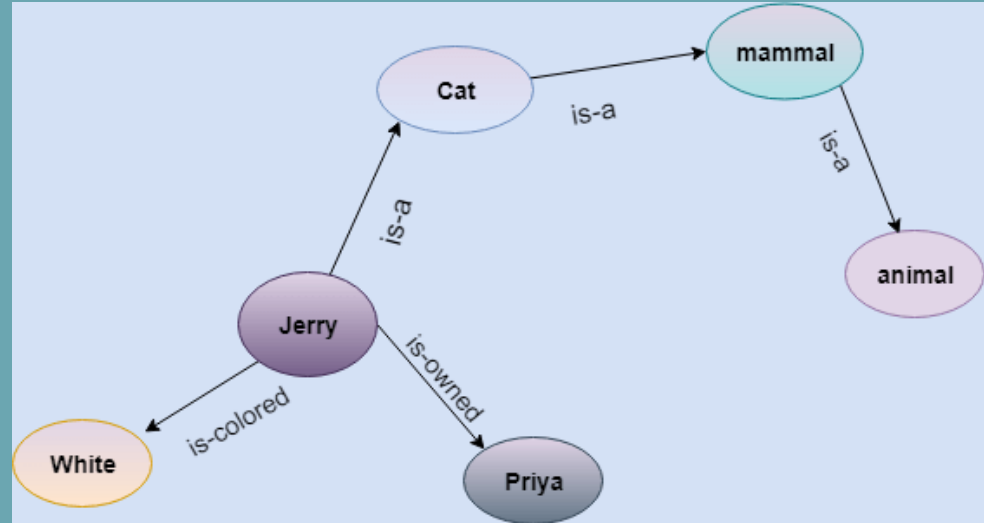 mammal
Cat
is-a
is-a
is-a
animal
Jerry
is-owned
is-colored
White
Priya